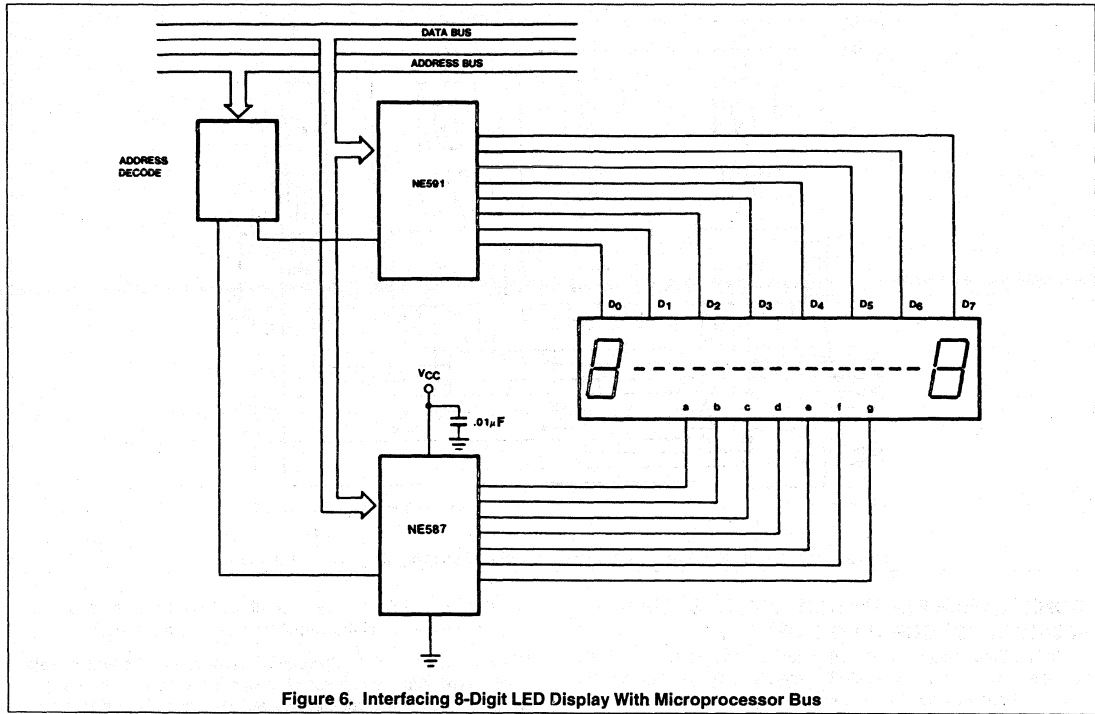 DATA BUS
ADDRESS BUS
ADDRESS
DECODE
NE591
D0 D1 D2 D3 D4 D5 D6 D7
VCC
.01µF
a b c d e f g
NE587
Figure 6. Interfacing 8-Digit LED Display With Microprocessor Bus